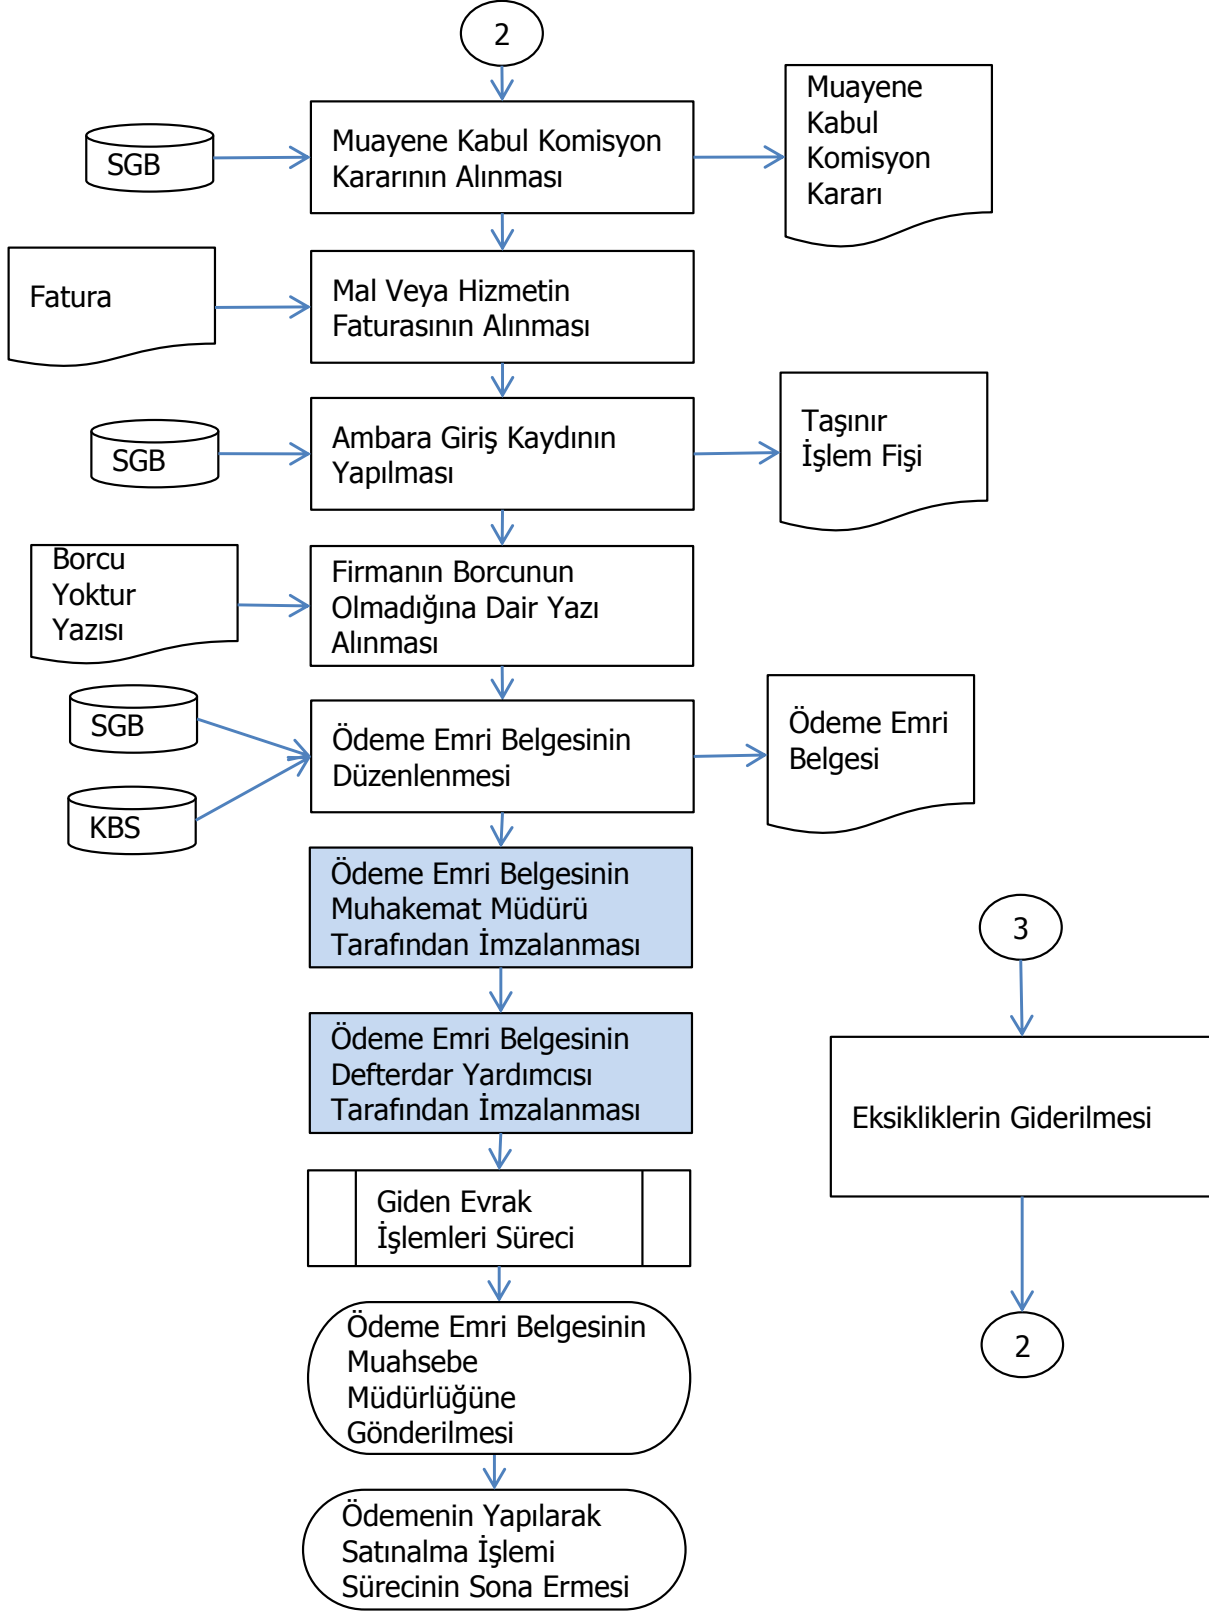 2
SGB
Muayene Kabul Komisyon
Kararının Alınması
Muayene
Kabul
Komisyon
Kararı
Fatura
Mal Veya Hizmetin
Faturasının Alınması
SGB
Ambara Giriş Kaydının
Yapılması
Taşınır
İşlem Fişi
Borcu
Yoktur
Yazısı
Firmanın Borcunun
Olmadığına Dair Yazı
Alınması
SGB
KBS
Ödeme Emri Belgesinin
Düzenlenmesi
Ödeme Emri
Belgesi
Ödeme Emri Belgesinin
Muhakemat Müdürü
Tarafından İmzalanması
Ödeme Emri Belgesinin
Defterdar Yardımcısı
Tarafından İmzalanması
Giden Evrak
İşlemleri Süreci
Ödeme Emri Belgesinin
Muahsebe
Müdürlüğüne
Gönderilmesi
Ödemenin Yapılarak
Satınalma İşlemi
Sürecinin Sona Ermesi
3
Eksikliklerin Giderilmesi
2